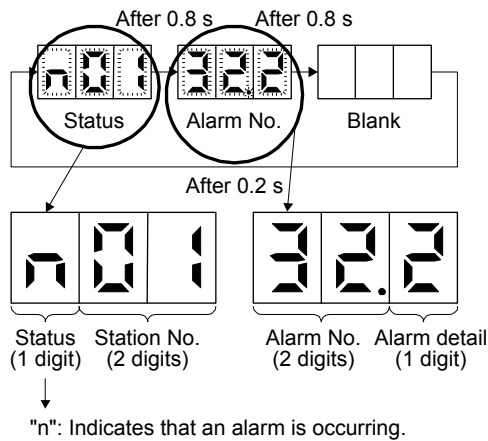 After 0.8 s After 0.8 s
n01 32.2
Status Alarm No. Blank
After 0.2 s
n01 32.2
Status Station No. Alarm No. Alarm detail
(1 digit) (2 digits) (2 digits) (1 digit)
"n": Indicates that an alarm is occurring.